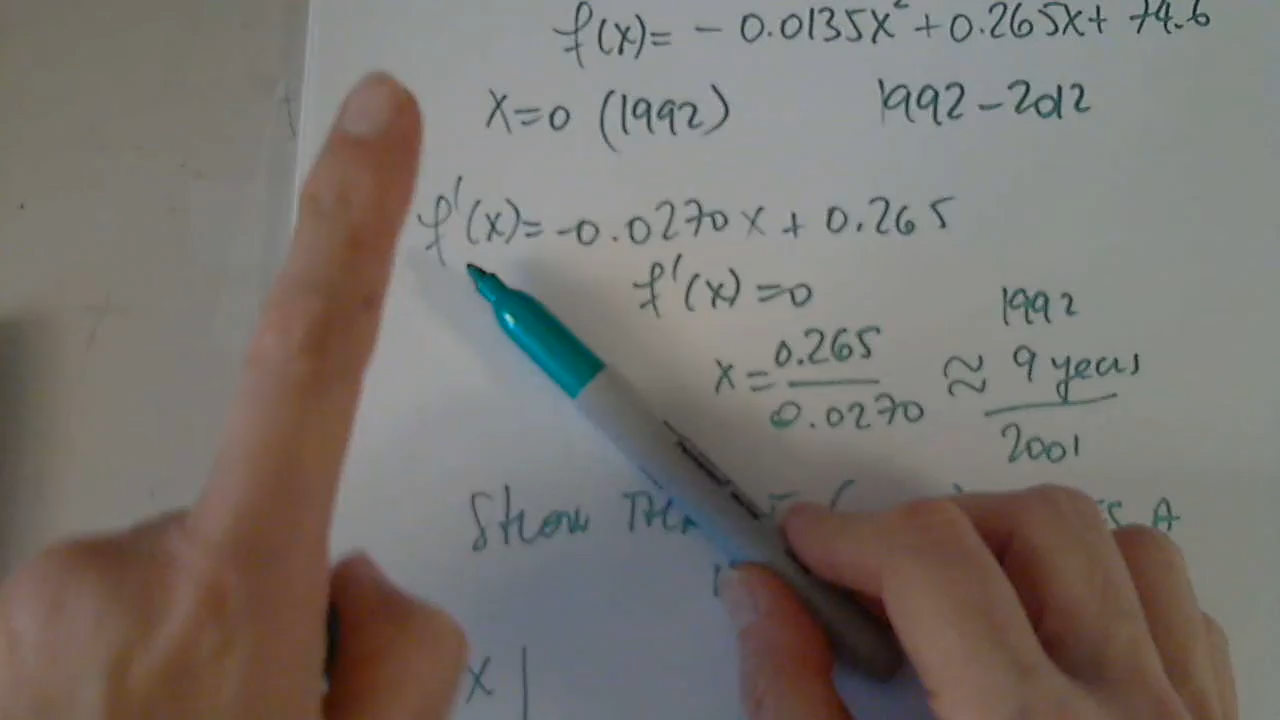 f(x)= - 0.0135x² + 0.265x + 74.6
x=0 (1992) 1992-2012
f'(x)= -0.0270x + 0.265
f'(x)=0
x = 0.265 / 0.0270 ≈ 9 years
1992
2001
Show
A
x